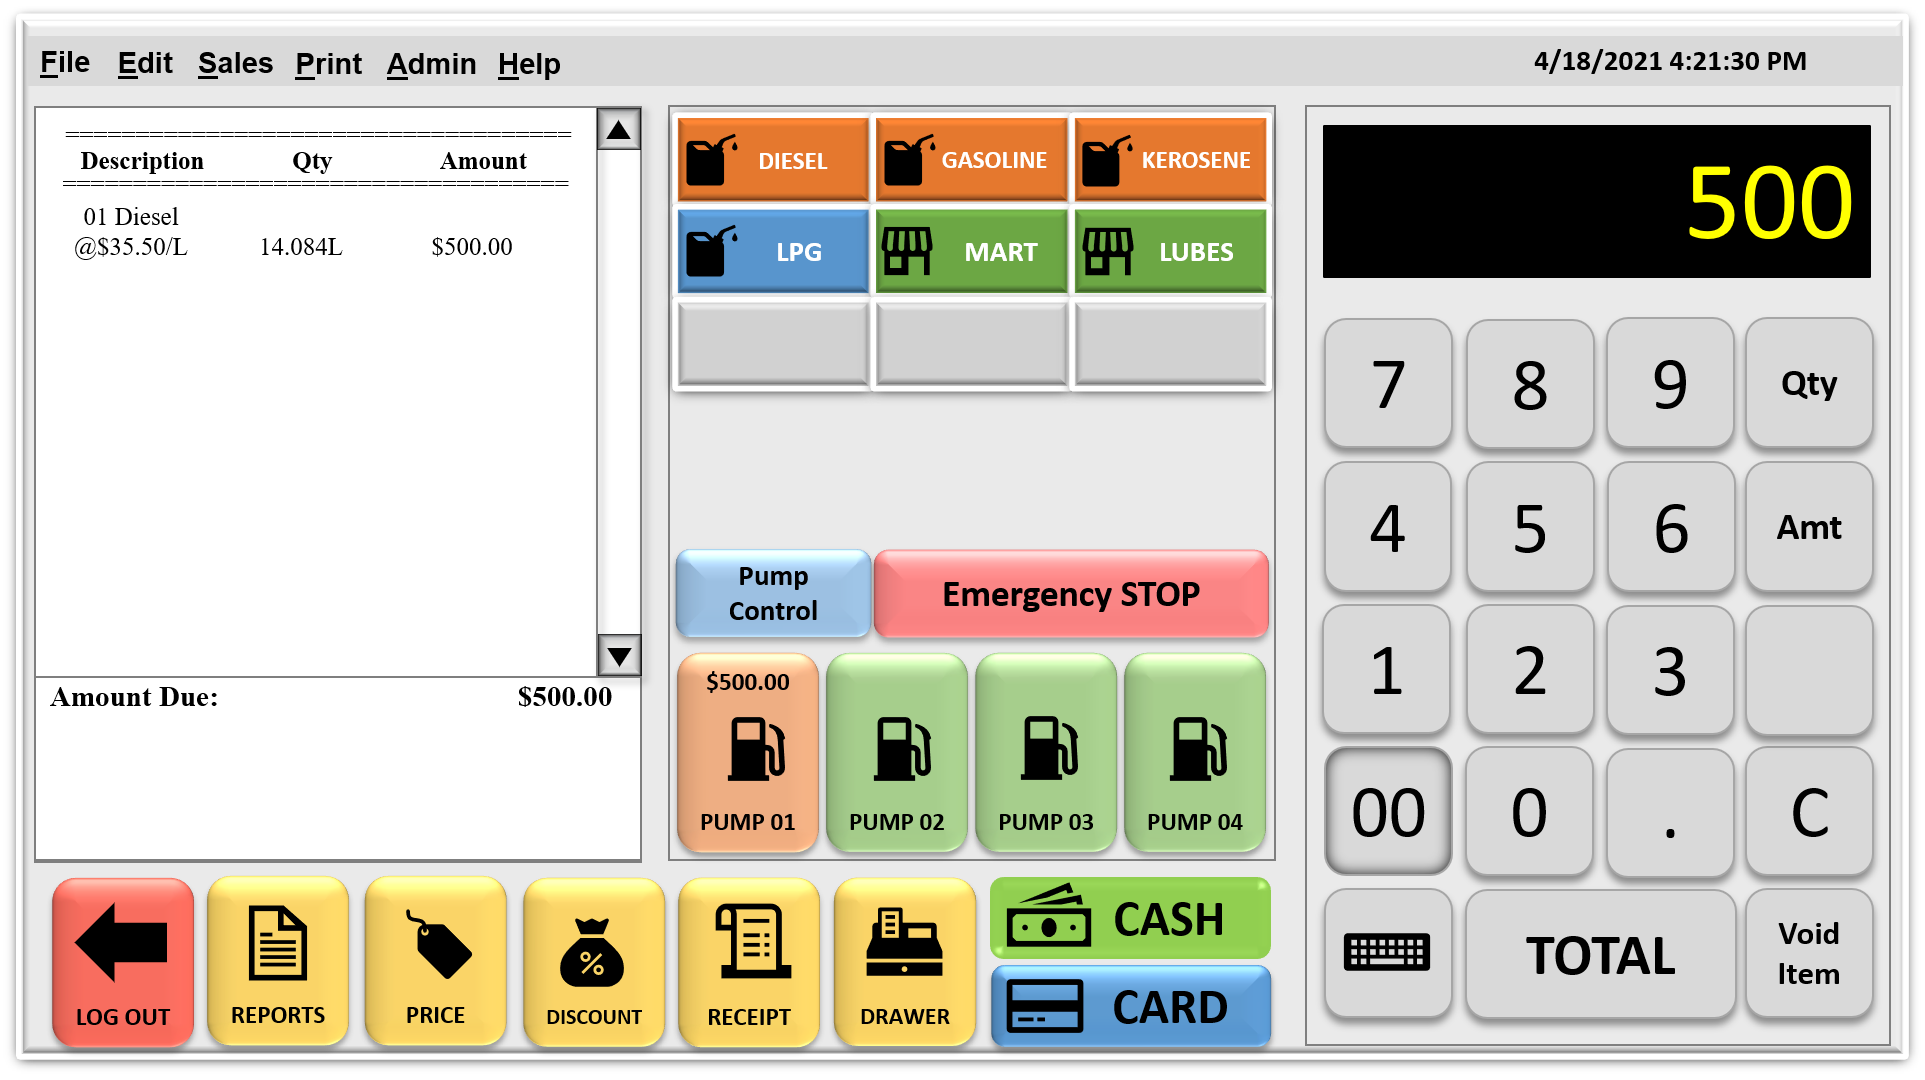 File Edit Sales Print Admin Help
4/18/2021 4:21:30 PM
====================================
Description Qty Amount
====================================
01 Diesel
@$35.50/L 14.084L $500.00
Amount Due: $500.00
DIESEL GASOLINE KEROSENE
LPG MART LUBES
Pump
Control
Emergency STOP
$500.00
PUMP 01 PUMP 02 PUMP 03 PUMP 04
500
7 8 9 Qty
4 5 6 Amt
1 2 3
00 0 . C
TOTAL
Void
Item
LOG OUT REPORTS PRICE DISCOUNT RECEIPT DRAWER
%
CASH
CARD